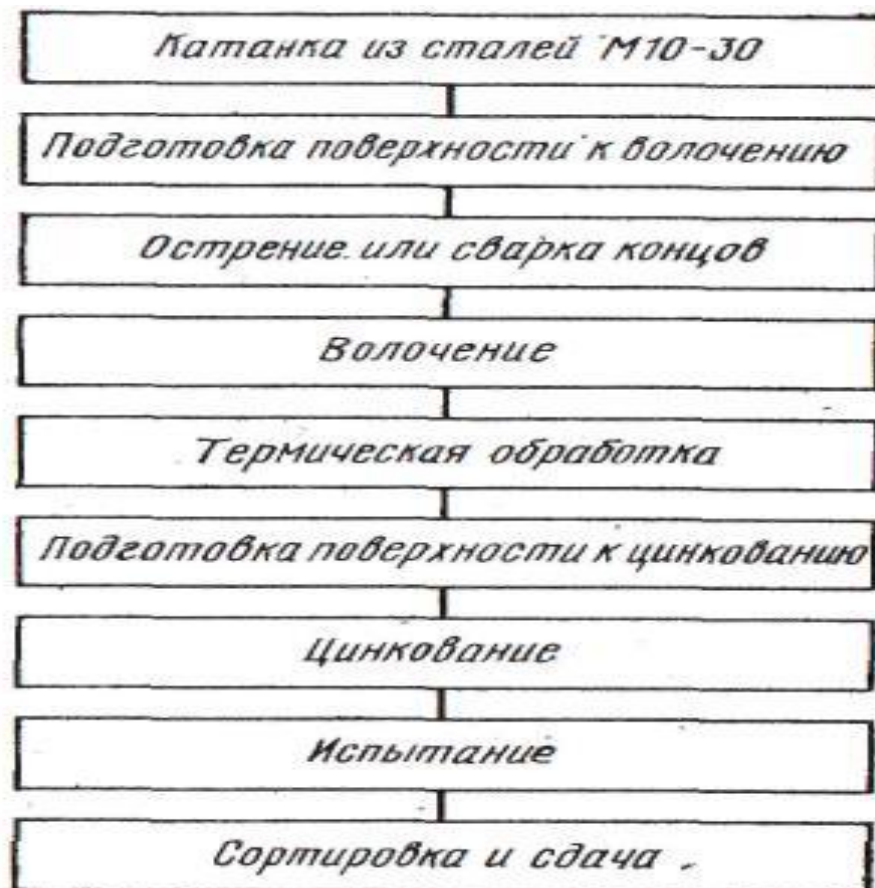 Катанка из сталей М10-30
Подготовка поверхности к волочению
Острение или сварка концов
Волочение
Термическая обработка
Подготовка поверхности к цинкованию
Цинкование
Испытание
Сортировка и сдача